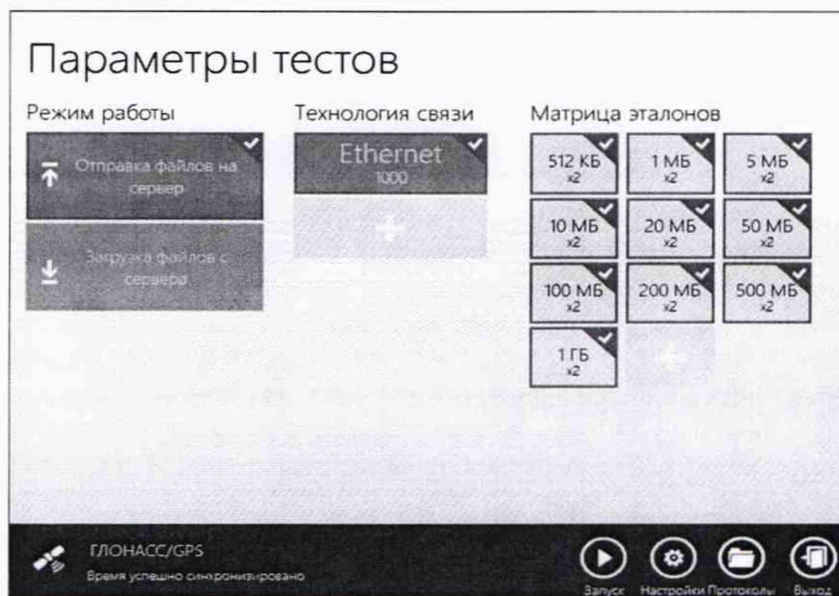 Параметры тестов
Режим работы
Отправка файлов на
сервер
Загрузка файлов с
сервера
Технология связи
Ethernet
1000
Матрица эталонов
512 КБ
x2
1 МБ
x2
5 МБ
x2
10 МБ
x2
20 МБ
x2
50 МБ
x2
100 МБ
x2
200 МБ
x2
500 МБ
x2
1 ГБ
x2
ГЛОНАСС/GPS
Время успешно синхронизировано
Запуск
Настройки
Протоколы
Выход